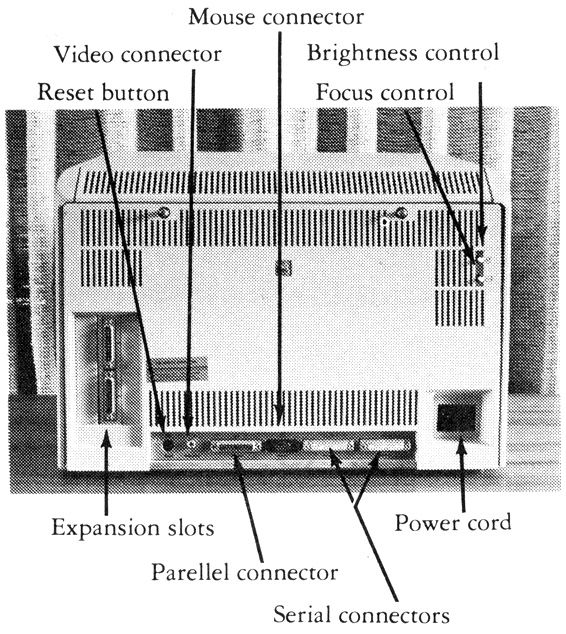 Mouse connector
Video connector
Brightness control
Reset button
Focus control
Expansion slots
Power cord
Parellel connector
Serial connectors